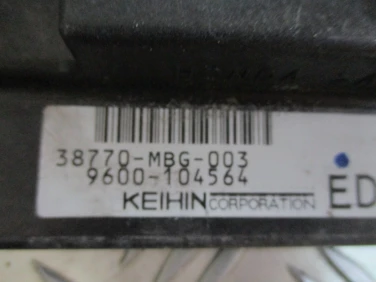 38770-MBG-003
9600-104564
KEIHIN CORPORATION ED